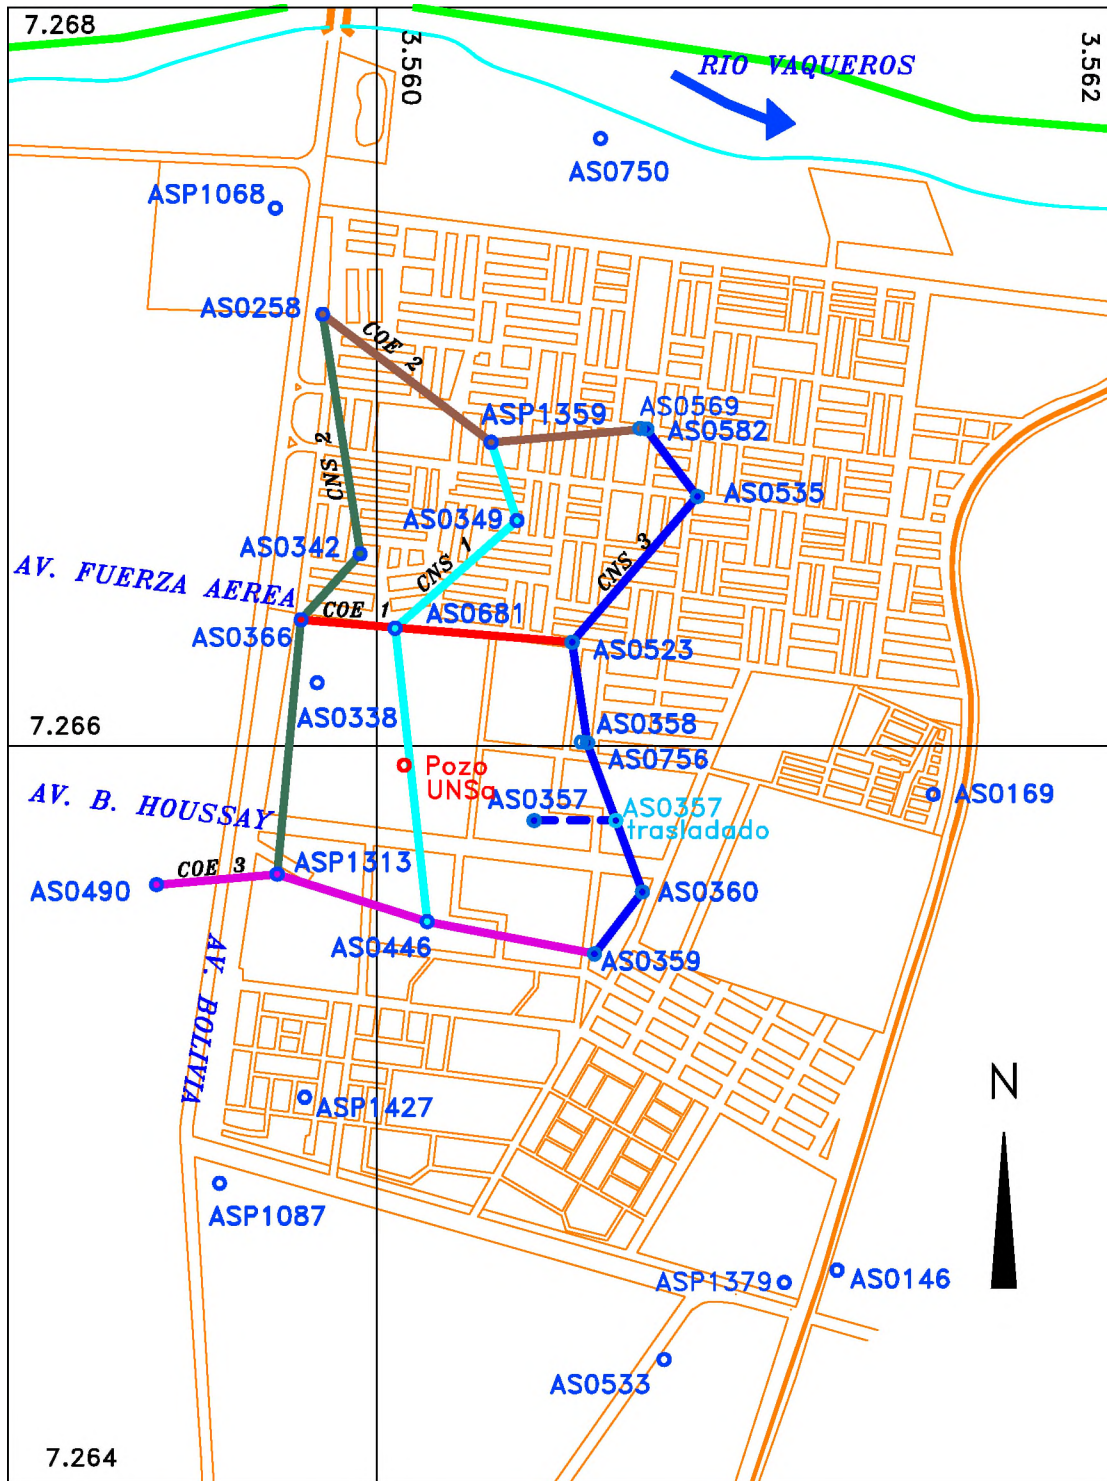 7.268
3.560
3.562
RIO VAQUEROS
AS0750
ASP1068
AS0258
COE 2
ASP1359
AS0569
AS0582
CNS 2
AS0535
AS0349
AS0342
CNS 1
CNS 3
AV. FUERZA AEREA
COE 1
AS0681
AS0366
AS0523
AS0338
AS0358
7.266
AS0756
Pozo
UNSa
AV. B. HOUSSAY
AS0357
AS0357
trasladado
AS0169
COE 3
ASP1313
AS0490
AS0360
AS0446
AS0359
AV. BOLIVIA
N
ASP1427
ASP1087
ASP1379
AS0146
AS0533
7.264